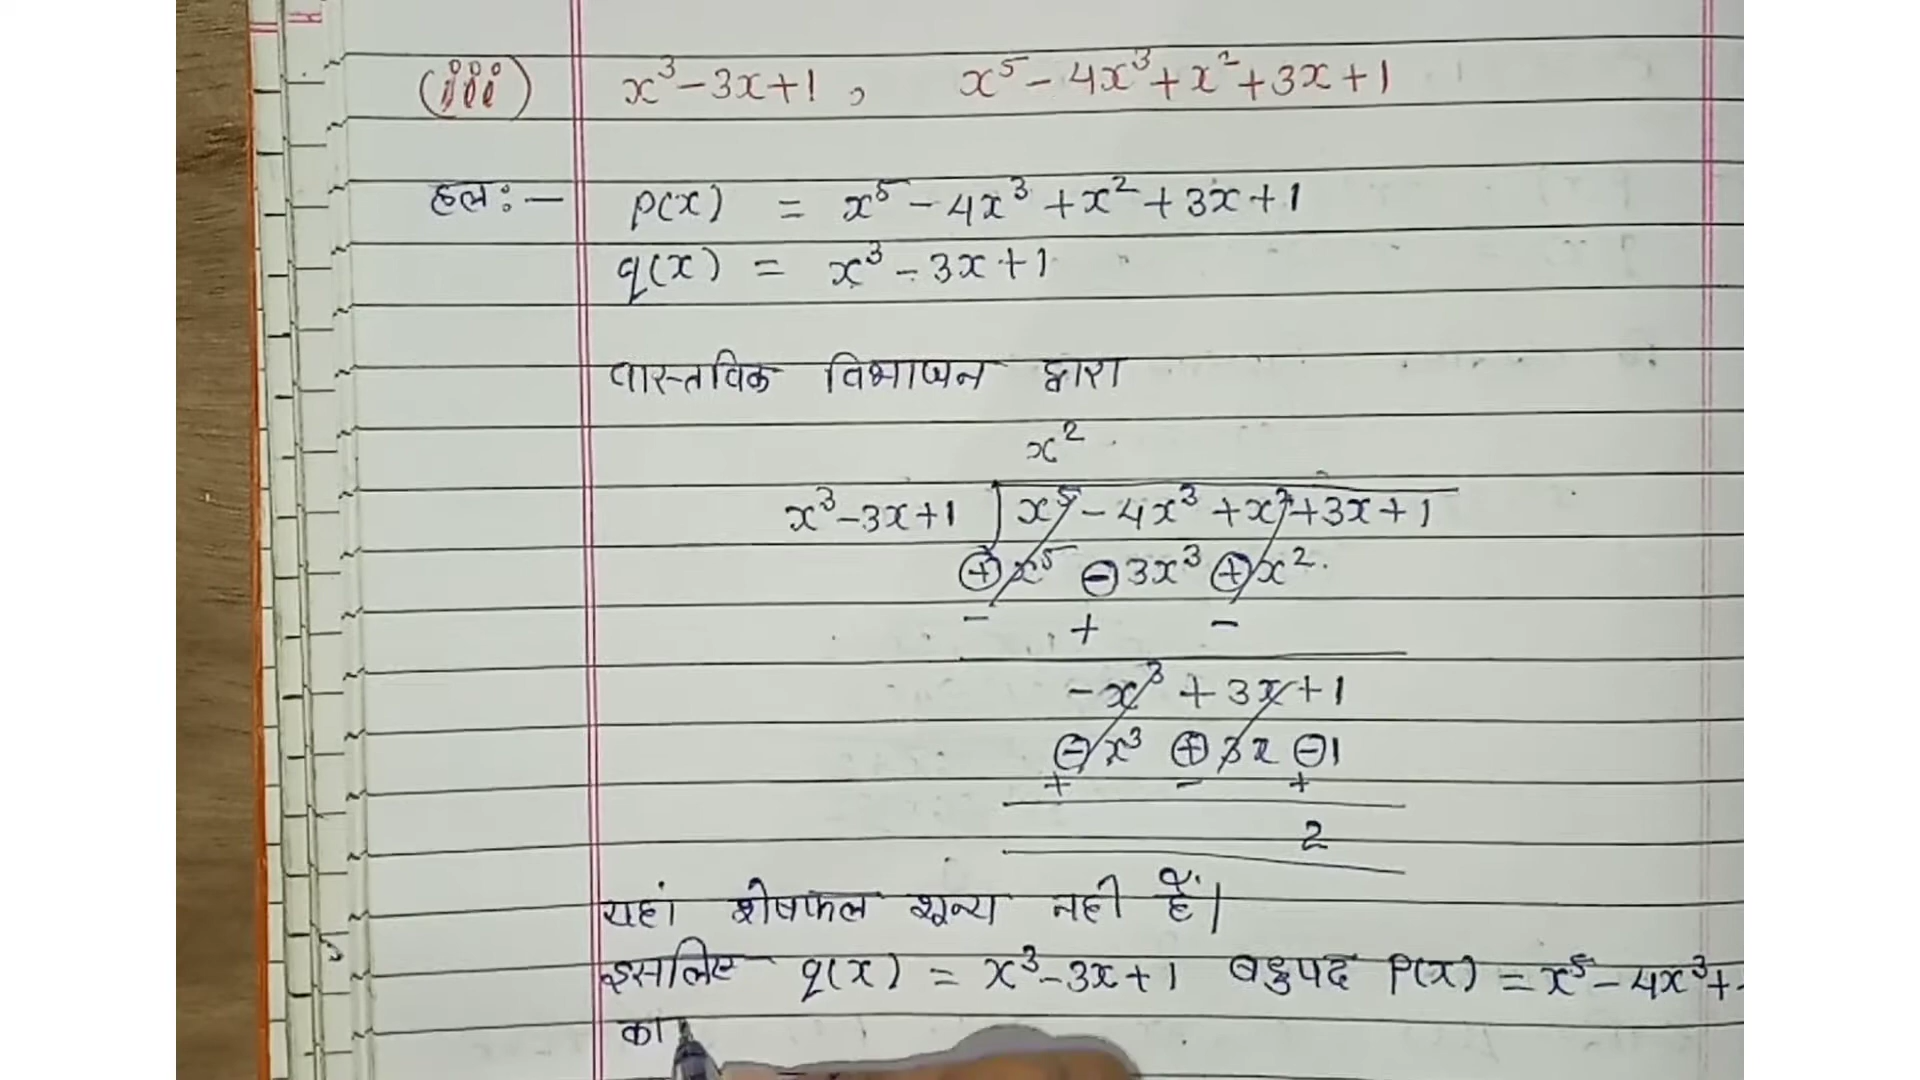 (iii) x³-3x+1, x⁵-4x³+x²+3x+1
हल:- p(x) = x⁵-4x³+x²+3x+1
q(x) = x³-3x+1
वास्तविक विभाजन द्वारा
x²
x³-3x+1 ) x⁵-4x³+x²+3x+1
⊕x⁵ ⊖3x³ ⊕x²
- + -
-x³+3x+1
⊖x³ ⊕3x ⊖1
+ - +
2
यहां शेषफल शून्य नही हैं।
इसलिए q(x) = x³-3x+1 बहुपद p(x) = x⁵-4x³+
का